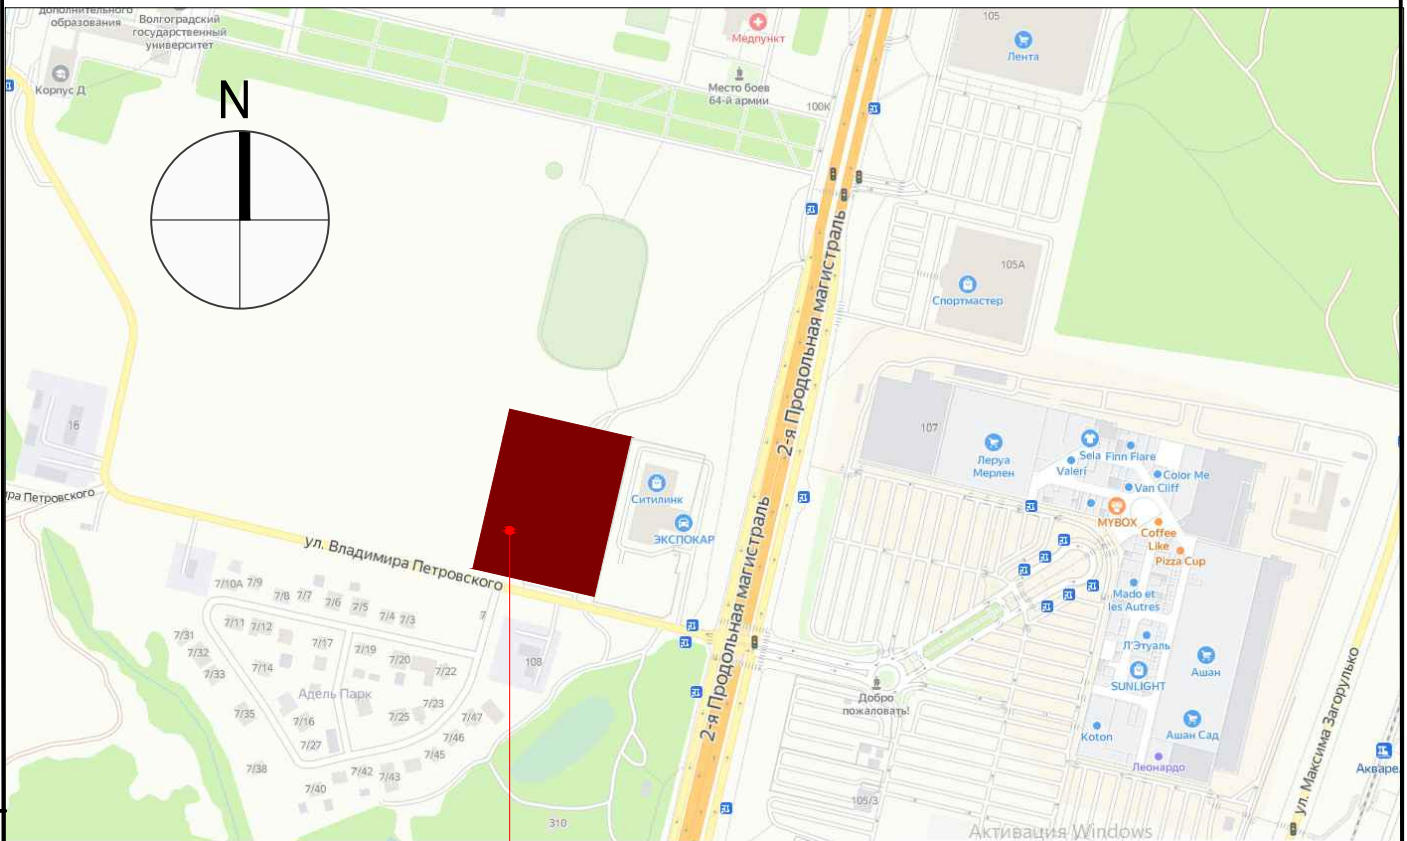 дополнительного
образования
Волгоградский
государственный
университет
Корпус Д
N
Медпункт
Место боев
64-й армии
100К
105
Лента
105А
Спортмастер
2-я Продольная магистраль
2-я Продольная магистраль
16
ра Петровского
ул. Владимира Петровского
Ситилинк
ЭКСПОКАР
107
Леруа
Мерлен
Sela
Finn Flare
Valeri
Color Me
Van Cliff
MYBOX
Coffee
Like
Pizza Cup
Mado et
les Autres
Л'Этуаль
SUNLIGHT
Ашан
Ашан Сад
Koton
Леонардо
ул. Максима Загорулько
Акваре
Добро
пожаловать!
105/3
7/10А
7/9
7/8
7/7
7/6
7/5
7/4
7/3
7
7/11
7/12
7/31
7/32
7/33
7/17
7/19
7/20
7/22
7/14
108
Адель Парк
7/35
7/16
7/25
7/23
7/47
7/27
7/46
7/45
7/38
7/42
7/43
7/40
310
Активация Windows